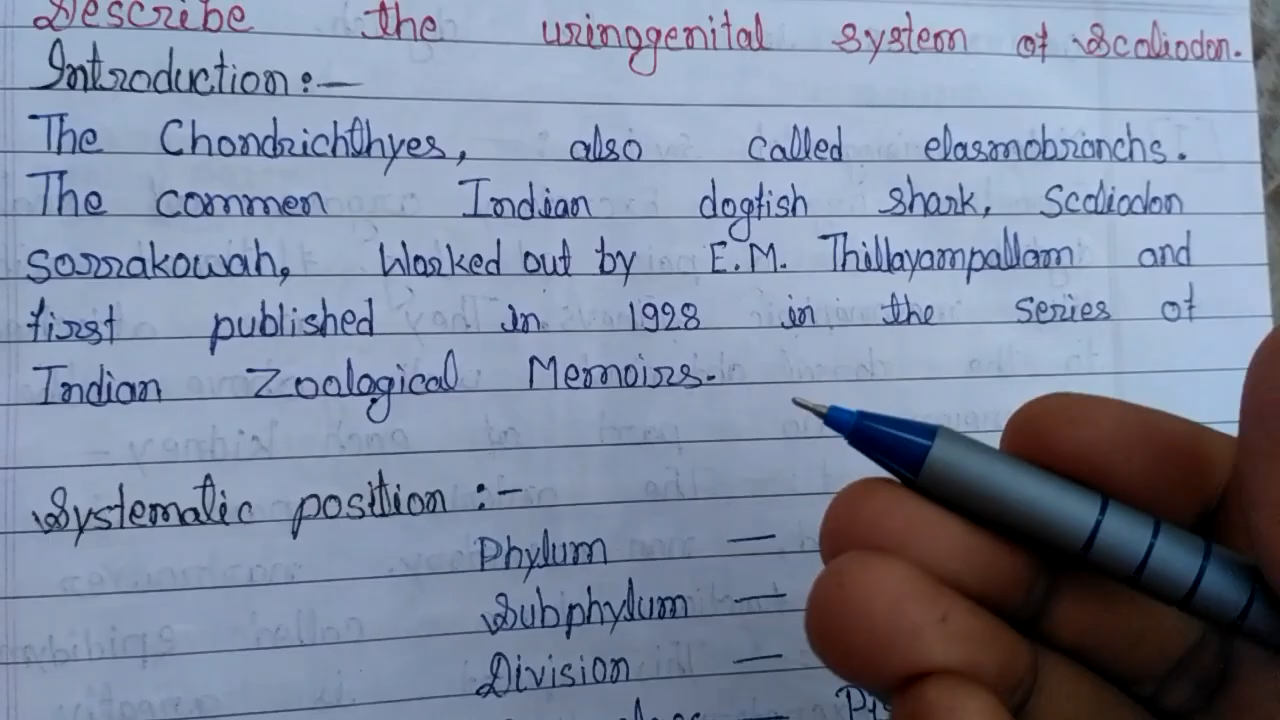 Describe the uringgenital system of Scoliodon.
Introduction :-
The Chondrichthyes, also called elasmobranchs.
The commen Indian dogfish shark, Scoliodon
sorrakowah, Worked out by E.M. Thillayampallam and
first published in 1928 in the series of
Indian Zoological Memoirs.
Systematic position :-
Phylum —
Subphylum —
Division —